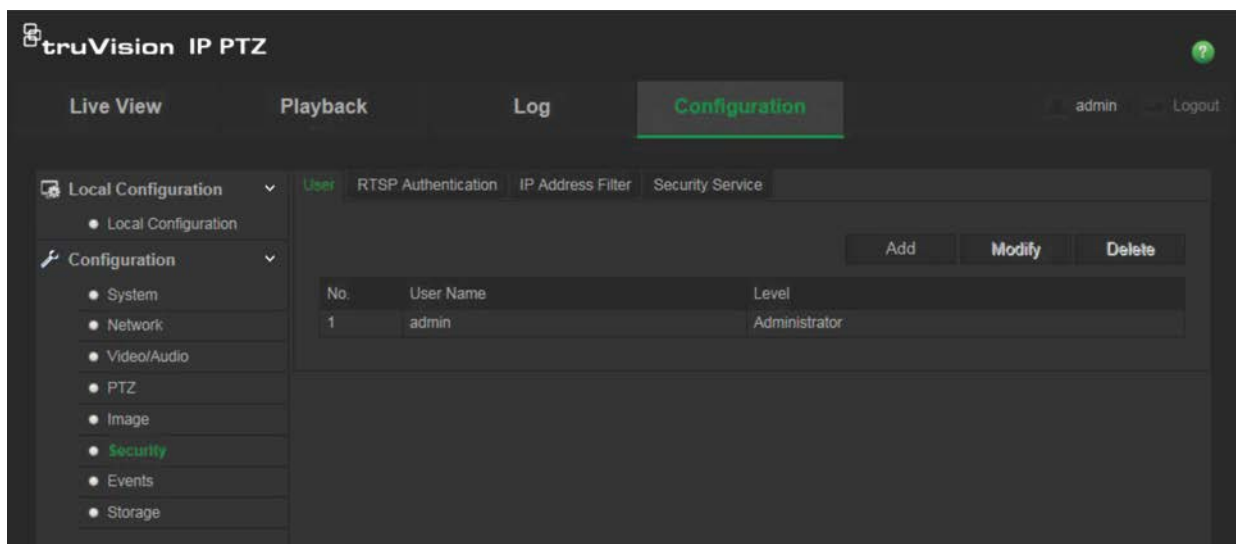 truVision IP PTZ
?
Live View Playback Log Configuration admin Logout
Local Configuration
Local Configuration
Configuration
System
Network
Video/Audio
PTZ
Image
Security
Events
Storage
User RTSP Authentication IP Address Filter Security Service
Add Modify Delete
No. User Name Level
1 admin Administrator